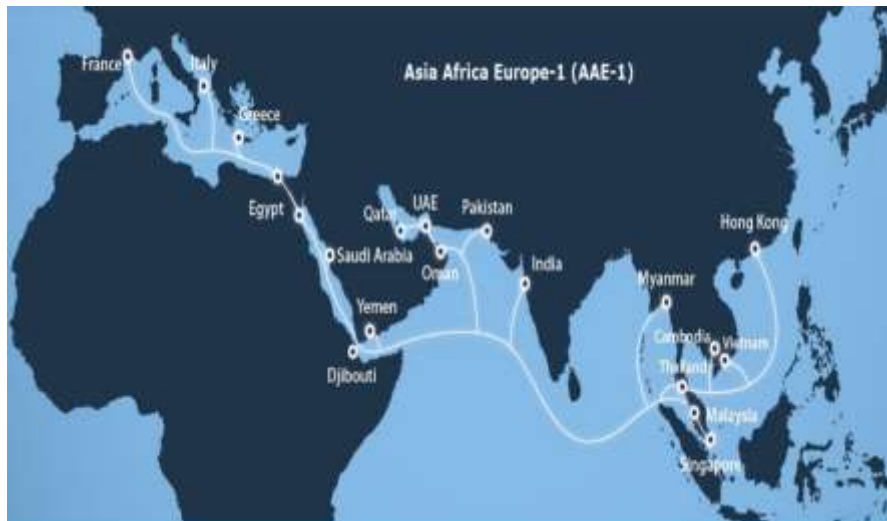 France
Italy
Asia Africa Europe-1 (AAE-1)
Greece
Egypt
Qatar
UAE
Pakistan
Hong Kong
Saudi Arabia
Oman
India
Myanmar
Yemen
Cambodia
Vietnam
Djibouti
Thailand
Malaysia
Singapore